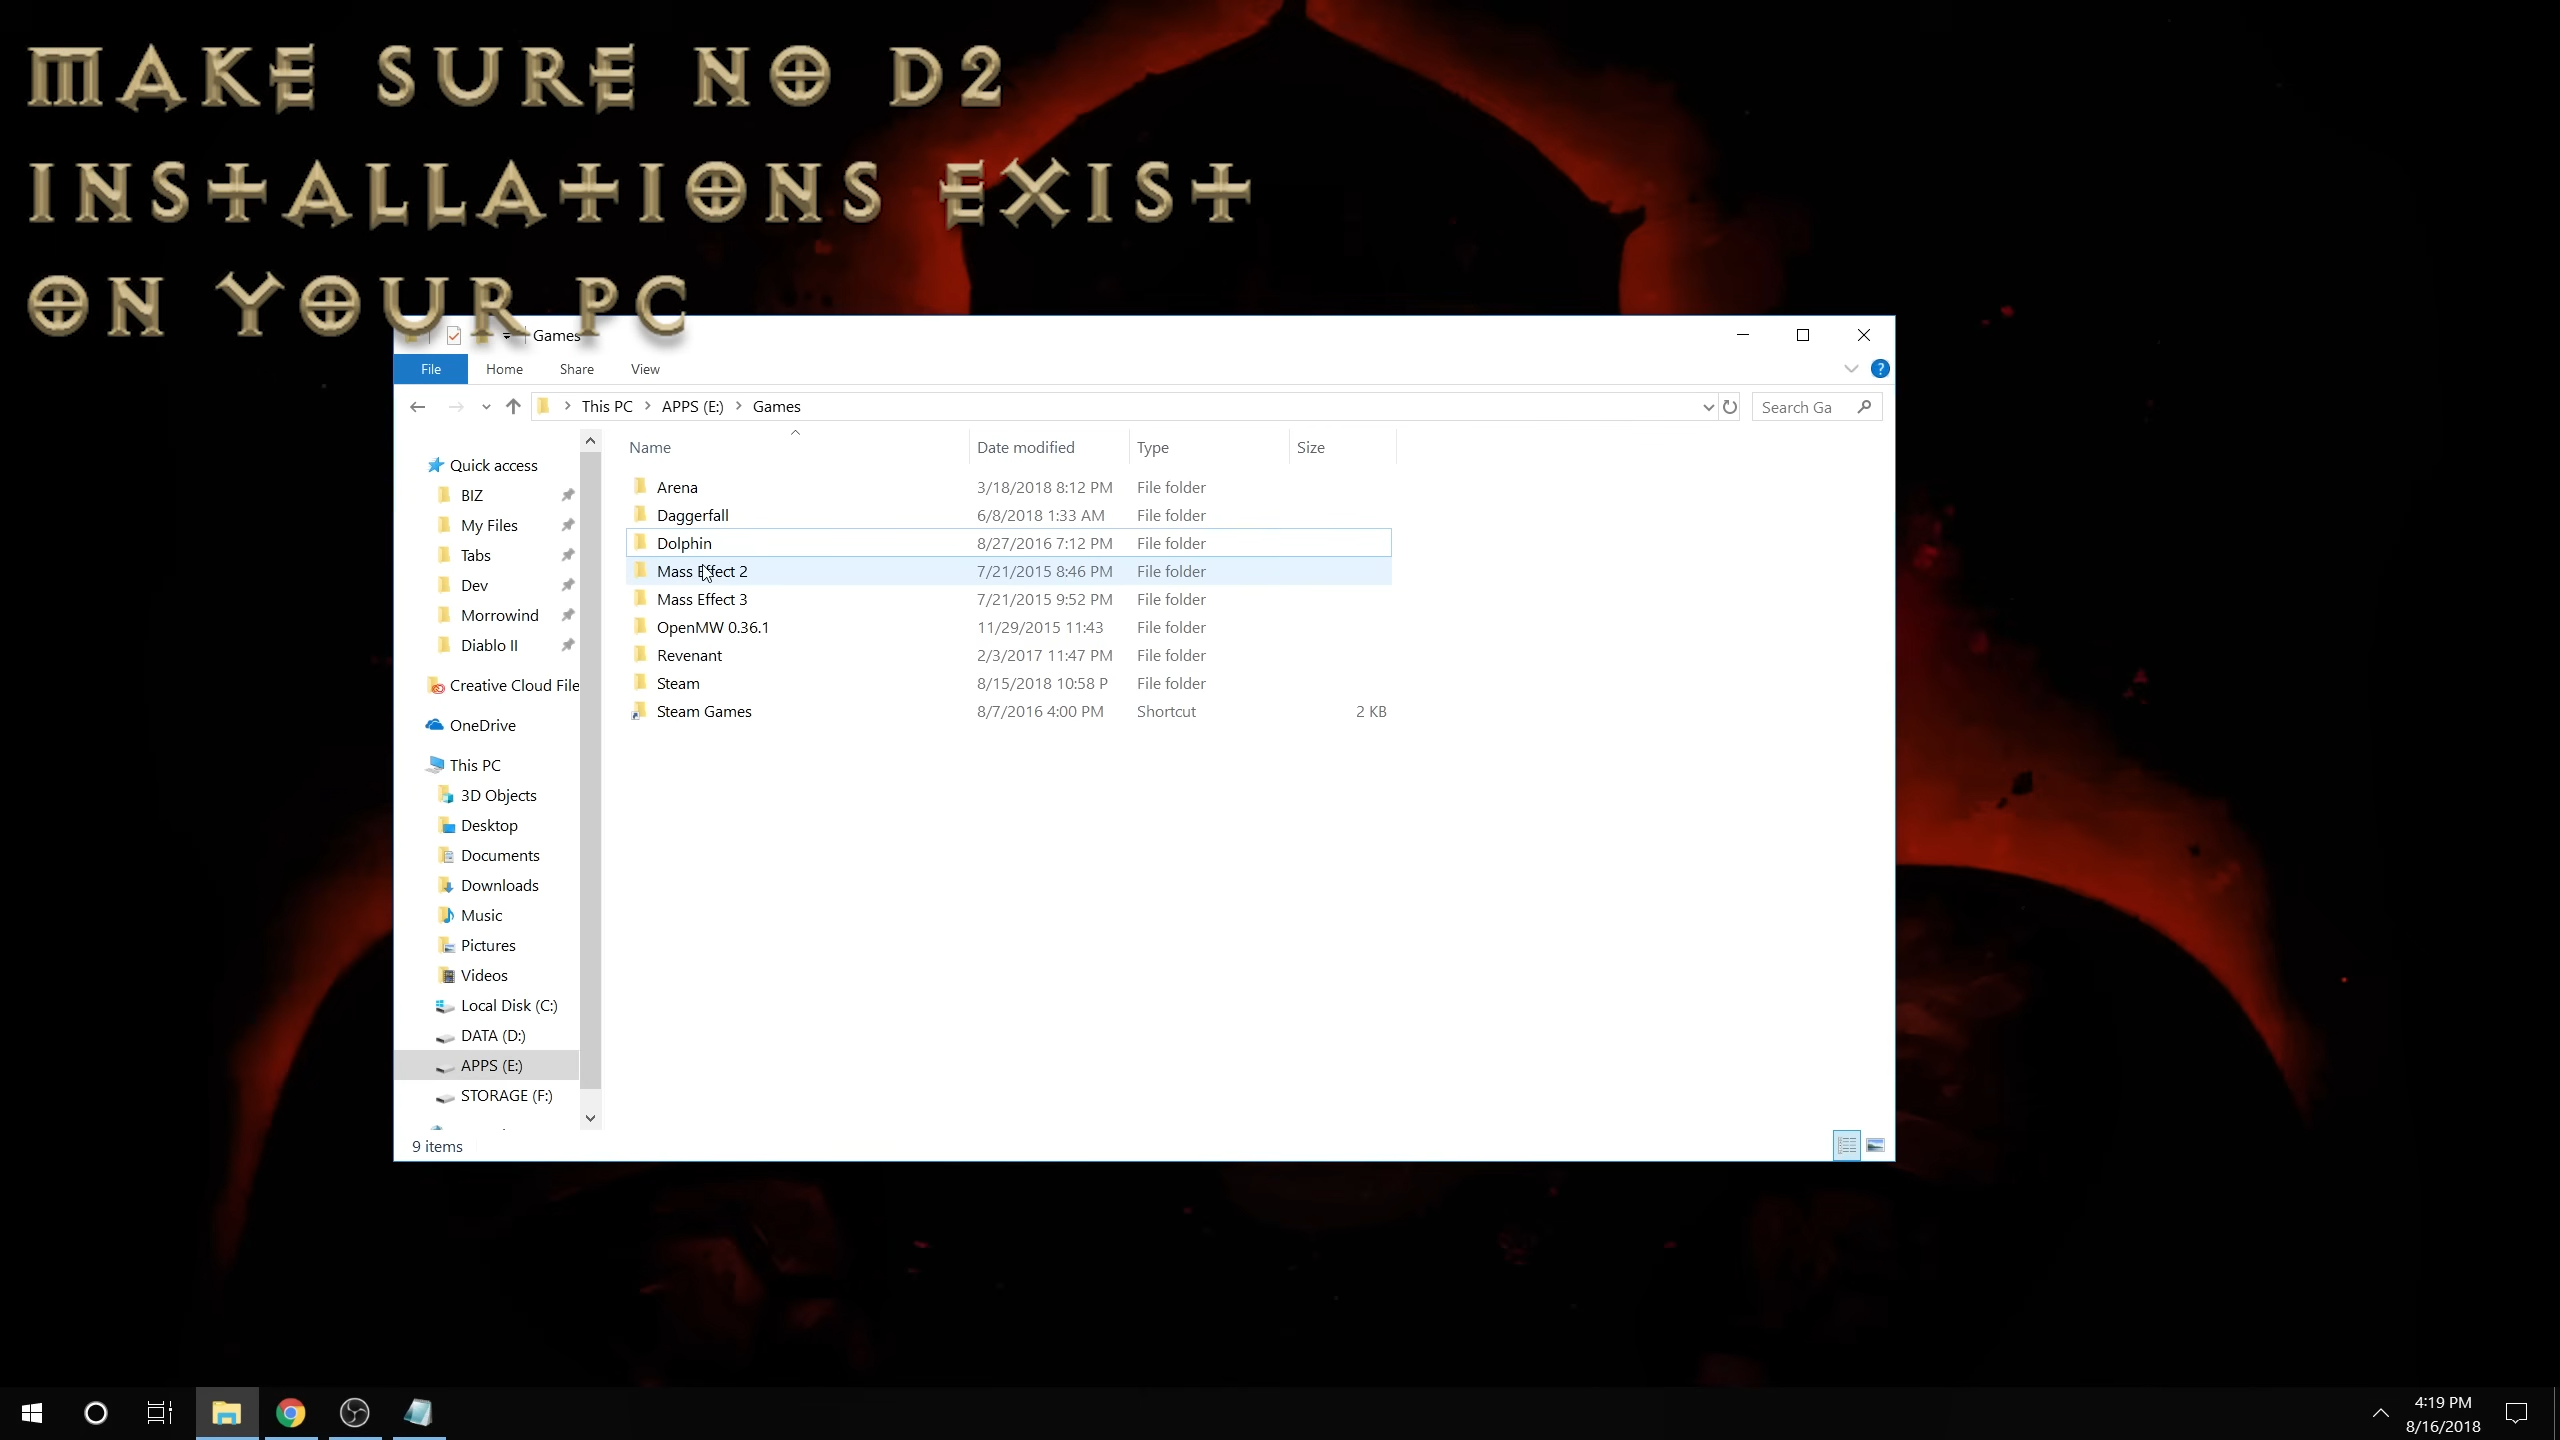 MAKE SURE NO D2
INSTALLATIONS EXIST
ON YOUR PC
Games
File Home Share View
This PC > APPS (E:) > Games
Search Ga
Name Date modified Type Size
Quick access
BIZ
My Files
Tabs
Dev
Morrowind
Diablo II
Creative Cloud File
OneDrive
This PC
3D Objects
Desktop
Documents
Downloads
Music
Pictures
Videos
Local Disk (C:)
DATA (D:)
APPS (E:)
STORAGE (F:)
Arena 3/18/2018 8:12 PM File folder
Daggerfall 6/8/2018 1:33 AM File folder
Dolphin 8/27/2016 7:12 PM File folder
Mass Effect 2 7/21/2015 8:46 PM File folder
Mass Effect 3 7/21/2015 9:52 PM File folder
OpenMW 0.36.1 11/29/2015 11:43 File folder
Revenant 2/3/2017 11:47 PM File folder
Steam 8/15/2018 10:58 P File folder
Steam Games 8/7/2016 4:00 PM Shortcut 2 KB
9 items
4:19 PM
8/16/2018